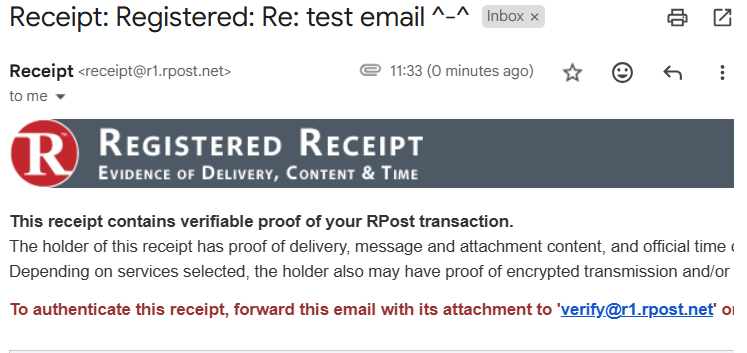 Receipt: Registered: Re: test email ^-^ Inbox ×
Receipt <receipt@r1.rpost.net> 11:33 (0 minutes ago)
to me
R™ REGISTERED RECEIPT
EVIDENCE OF DELIVERY, CONTENT & TIME
This receipt contains verifiable proof of your RPost transaction.
The holder of this receipt has proof of delivery, message and attachment content, and official time
Depending on services selected, the holder also may have proof of encrypted transmission and/or
To authenticate this receipt, forward this email with its attachment to 'verify@r1.rpost.net' or